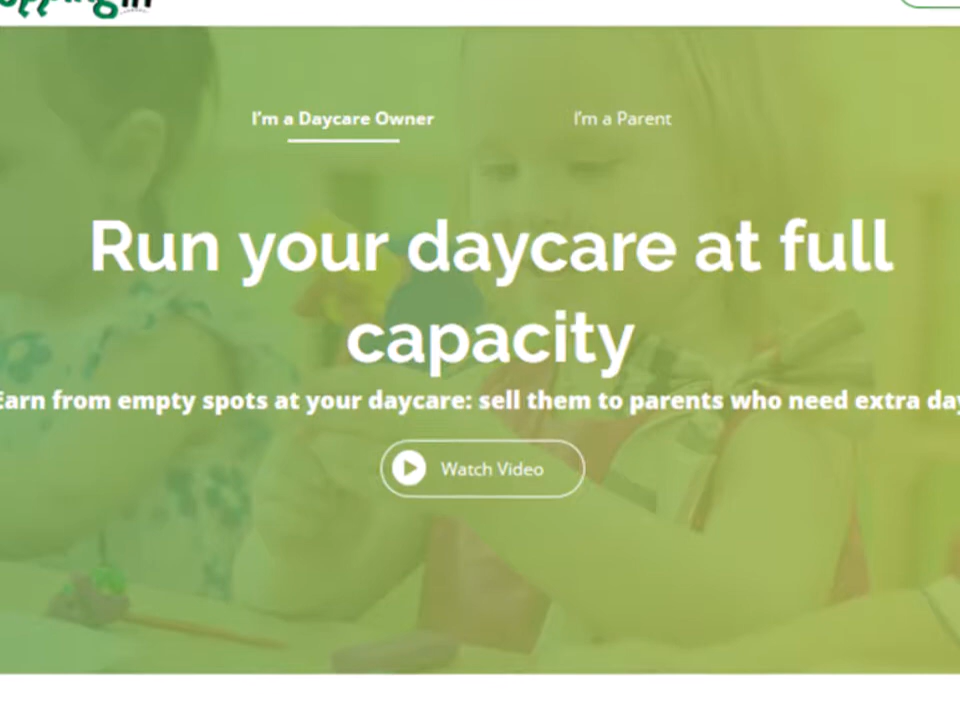 I'm a Daycare Owner
I'm a Parent
Run your daycare at full
capacity
Earn from empty spots at your daycare: sell them to parents who need extra day
Watch Video